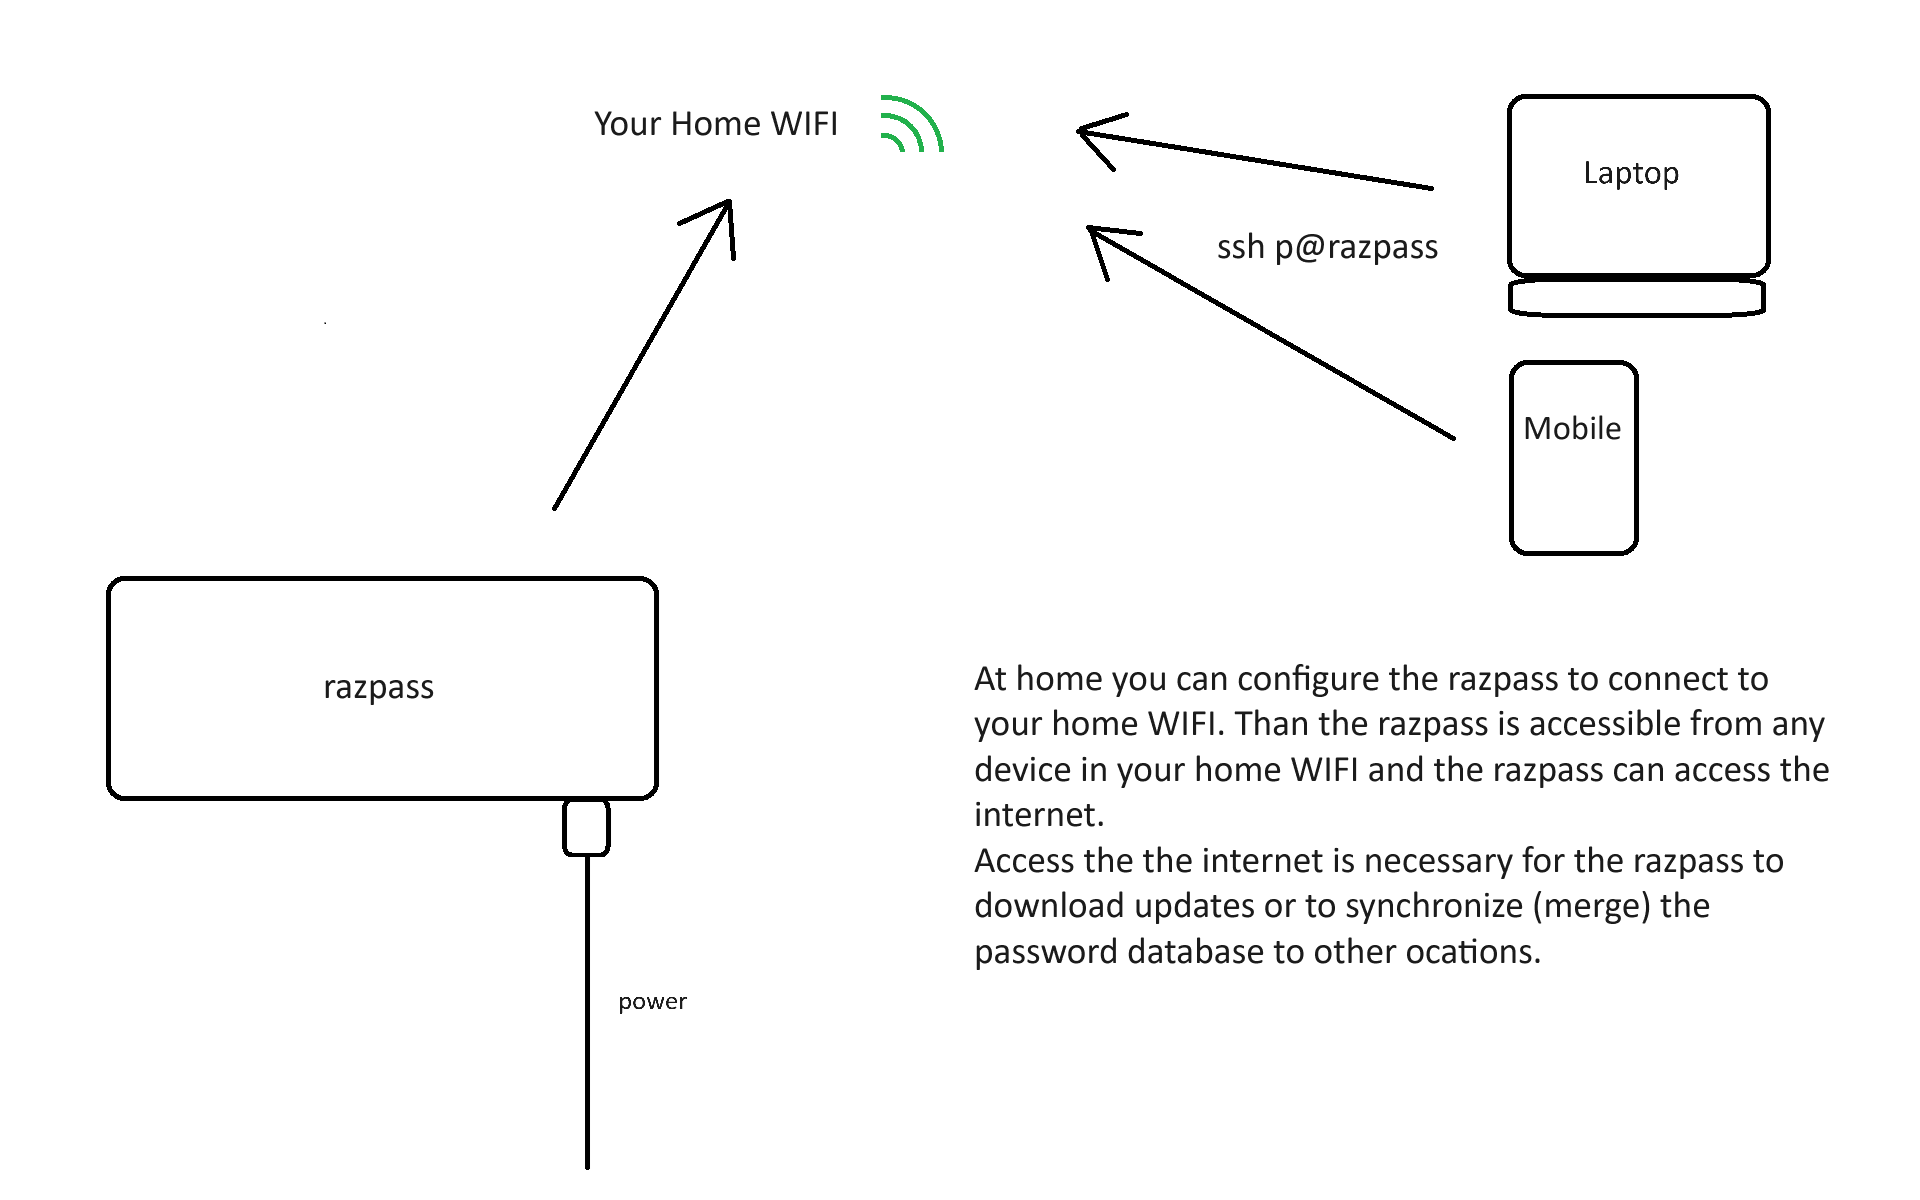 Your Home WIFI
Laptop
ssh p@razpass
Mobile
razpass
At home you can configure the razpass to connect to
your home WIFI. Than the razpass is accessible from any
device in your home WIFI and the razpass can access the
internet.
Access the the internet is necessary for the razpass to
download updates or to synchronize (merge) the
password database to other ocations.
power